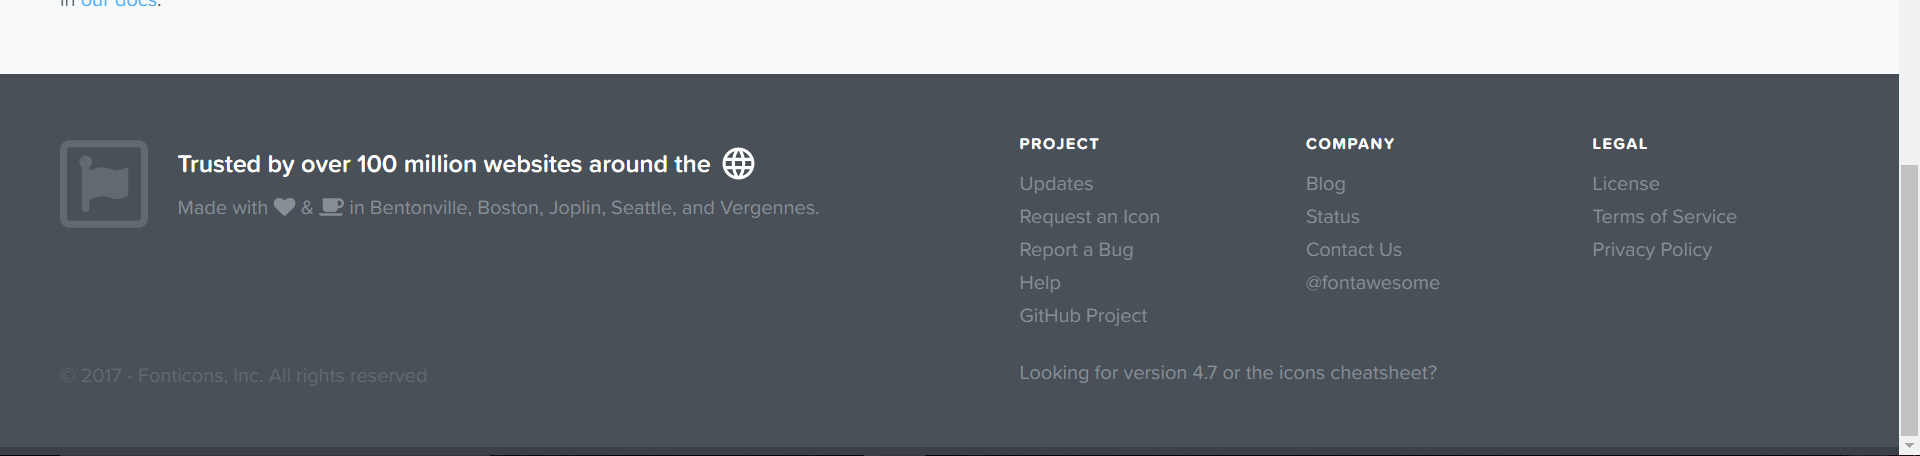 in our docs.
Trusted by over 100 million websites around the
Made with & in Bentonville, Boston, Joplin, Seattle, and Vergennes.
© 2017 - Fonticons, Inc. All rights reserved
PROJECT
Updates
Request an Icon
Report a Bug
Help
GitHub Project
COMPANY
Blog
Status
Contact Us
@fontawesome
LEGAL
License
Terms of Service
Privacy Policy
Looking for version 4.7 or the icons cheatsheet?